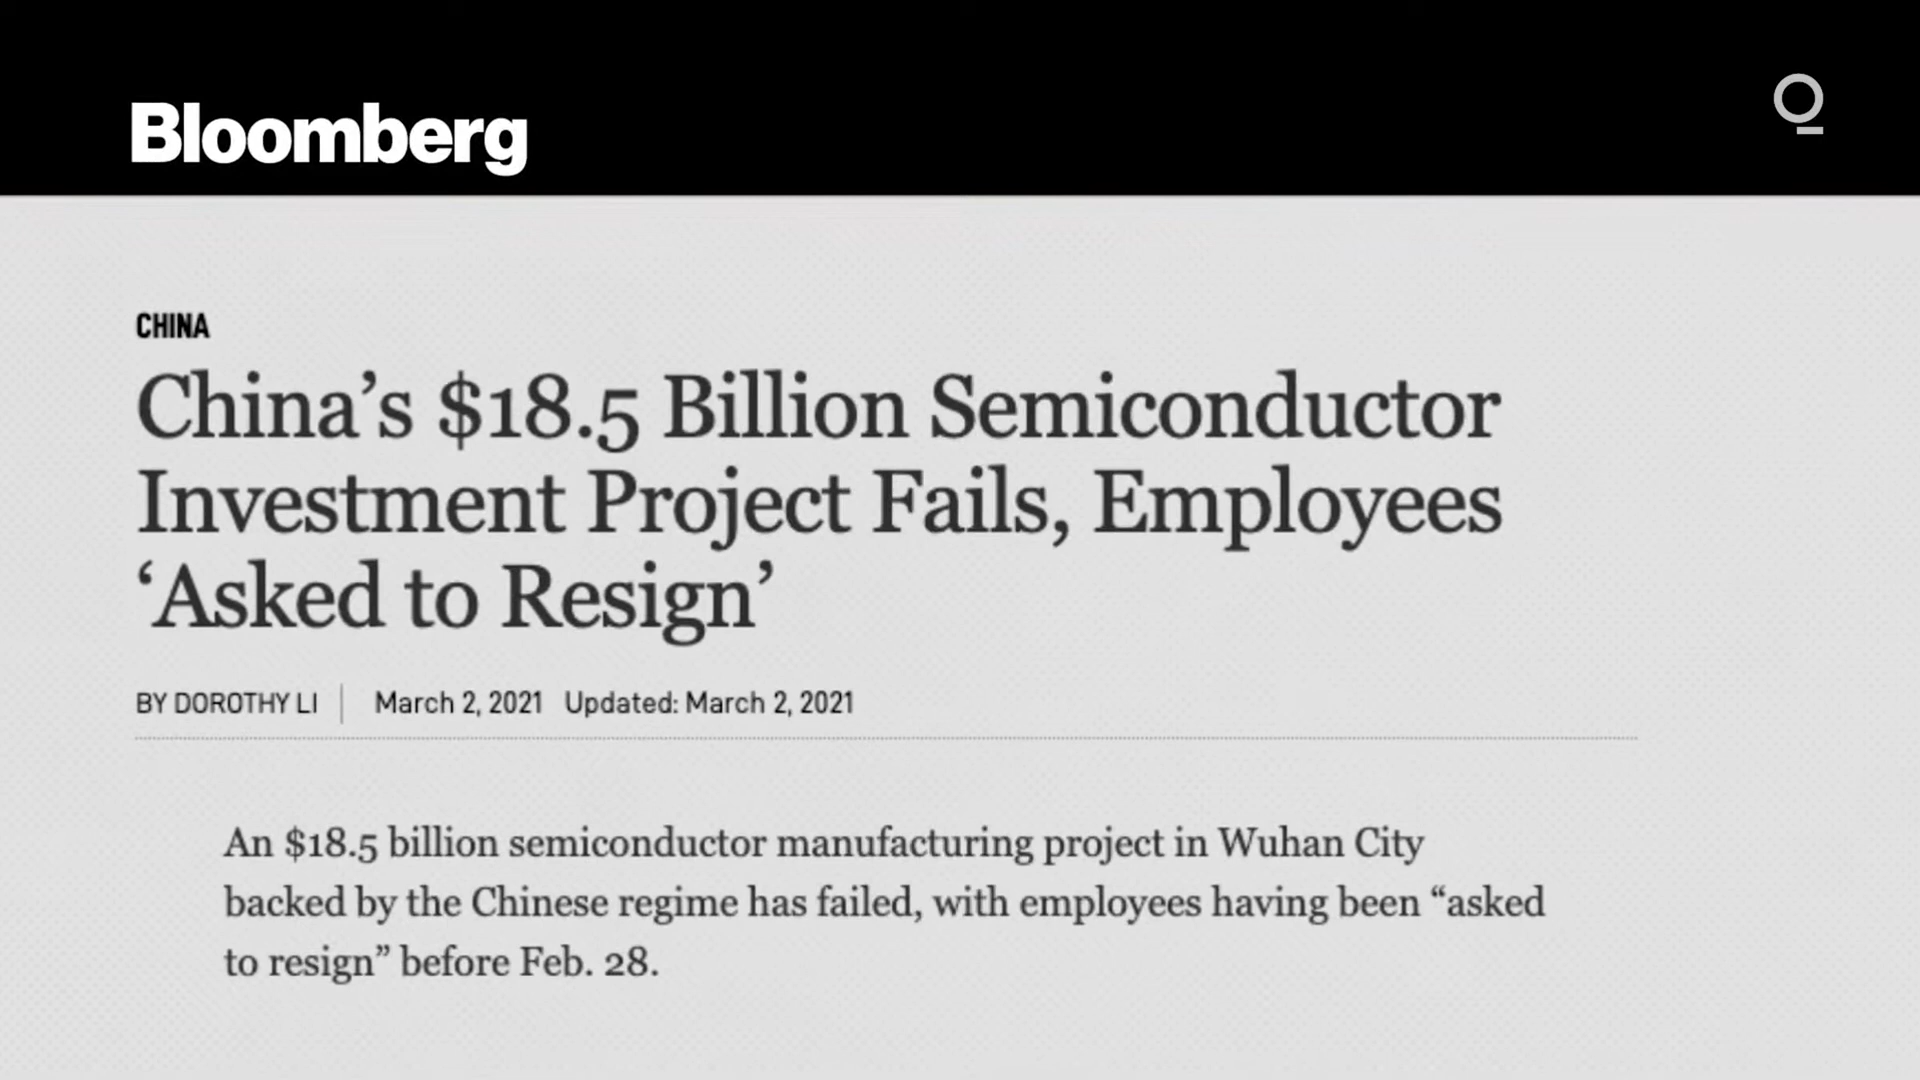 Bloomberg
CHINA
China’s $18.5 Billion Semiconductor
Investment Project Fails, Employees
‘Asked to Resign’
BY DOROTHY LI | March 2, 2021 Updated: March 2, 2021
An $18.5 billion semiconductor manufacturing project in Wuhan City
backed by the Chinese regime has failed, with employees having been “asked
to resign” before Feb. 28.